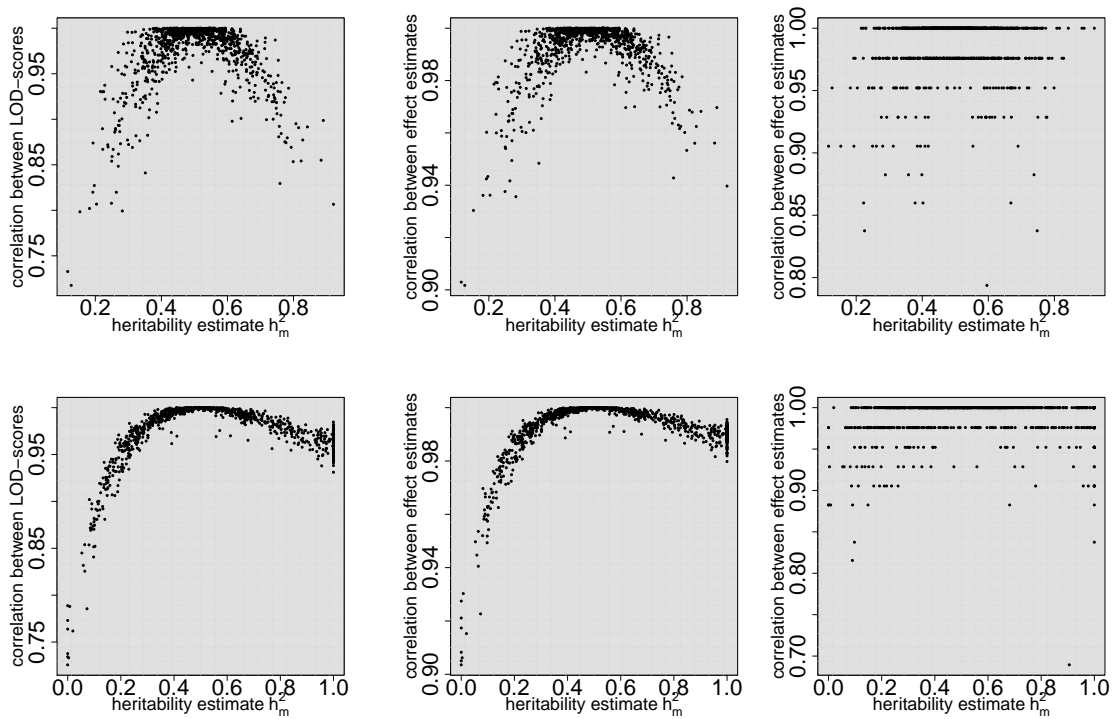 correlation between LOD−scores
0.75 0.85 0.95
0.2 0.4 0.6 0.8
heritability estimate h²ₘ
correlation between effect estimates
0.90 0.94 0.98
0.2 0.4 0.6 0.8
heritability estimate h²ₘ
correlation between effect estimates
0.80 0.85 0.90 0.95 1.00
0.2 0.4 0.6 0.8
heritability estimate h²ₘ
correlation between LOD−scores
0.75 0.85 0.95
0.0 0.2 0.4 0.6 0.8 1.0
heritability estimate h²ₘ
correlation between effect estimates
0.90 0.94 0.98
0.0 0.2 0.4 0.6 0.8 1.0
heritability estimate h²ₘ
correlation between effect estimates
0.70 0.80 0.90 1.00
0.0 0.2 0.4 0.6 0.8 1.0
heritability estimate h²ₘ